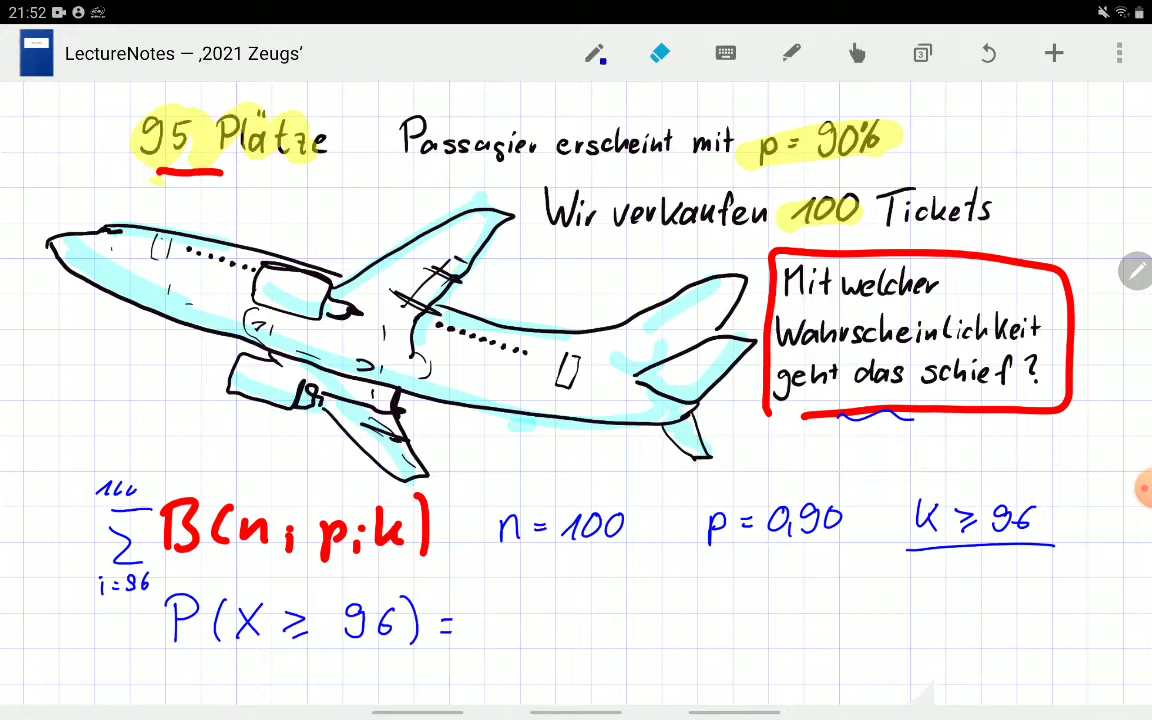 21:52
LectureNotes — ‚2021 Zeugs’
3
95 Plätze
Passagier erscheint mit p = 90%
Wir verkaufen 100 Tickets
Mit welcher
Wahrscheinlichkeit
geht das schief?
100
∑ B(n; p; k) n = 100 p = 0,90 k ≥ 96
i = 96
P(X ≥ 96) =